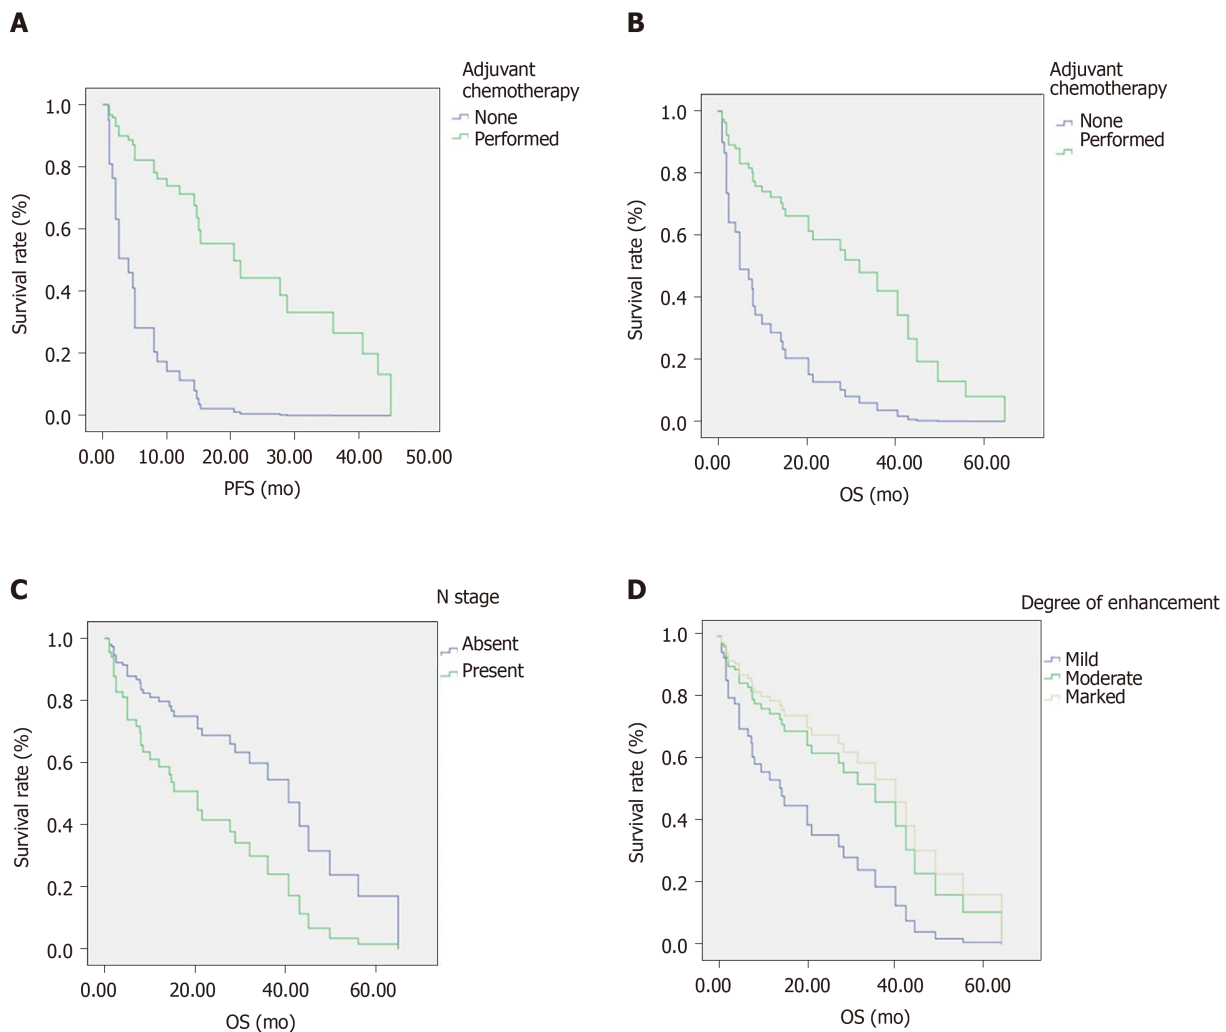 A
Adjuvant
chemotherapy
None
Performed
1.0
0.8
0.6
0.4
0.2
0.0
Survival rate (%)
0.00 10.00 20.00 30.00 40.00 50.00
PFS (mo)
B
Adjuvant
chemotherapy
None
Performed
1.0
0.8
0.6
0.4
0.2
0.0
Survival rate (%)
0.00 20.00 40.00 60.00
OS (mo)
C
N stage
Absent
Present
1.0
0.8
0.6
0.4
0.2
0.0
Survival rate (%)
0.00 20.00 40.00 60.00
OS (mo)
D
Degree of enhancement
Mild
Moderate
Marked
1.0
0.8
0.6
0.4
0.2
0.0
Survival rate (%)
0.00 20.00 40.00 60.00
OS (mo)